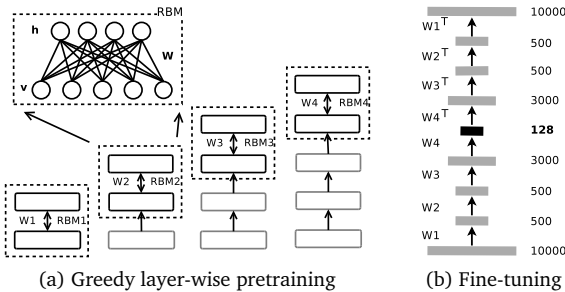 RBM
h
W
v
W1 RBM1
W2 RBM2
W3 RBM3
W4 RBM4
(a) Greedy layer-wise pretraining
10000
W1T
500
W2T
500
W3T
3000
W4T
128
W4
3000
W3
500
W2
500
W1
10000
(b) Fine-tuning